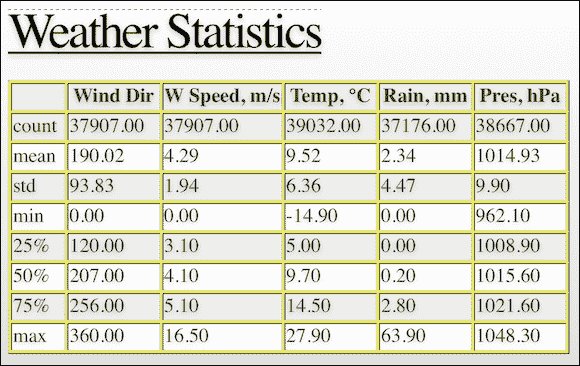 Weather Statistics
Wind Dir W Speed, m/s Temp, °C Rain, mm Pres, hPa
count 37907.00 37907.00 39032.00 37176.00 38667.00
mean 190.02 4.29 9.52 2.34 1014.93
std 93.83 1.94 6.36 4.47 9.90
min 0.00 0.00 -14.90 0.00 962.10
25% 120.00 3.10 5.00 0.00 1008.90
50% 207.00 4.10 9.70 0.20 1015.60
75% 256.00 5.10 14.50 2.80 1021.60
max 360.00 16.50 27.90 63.90 1048.30